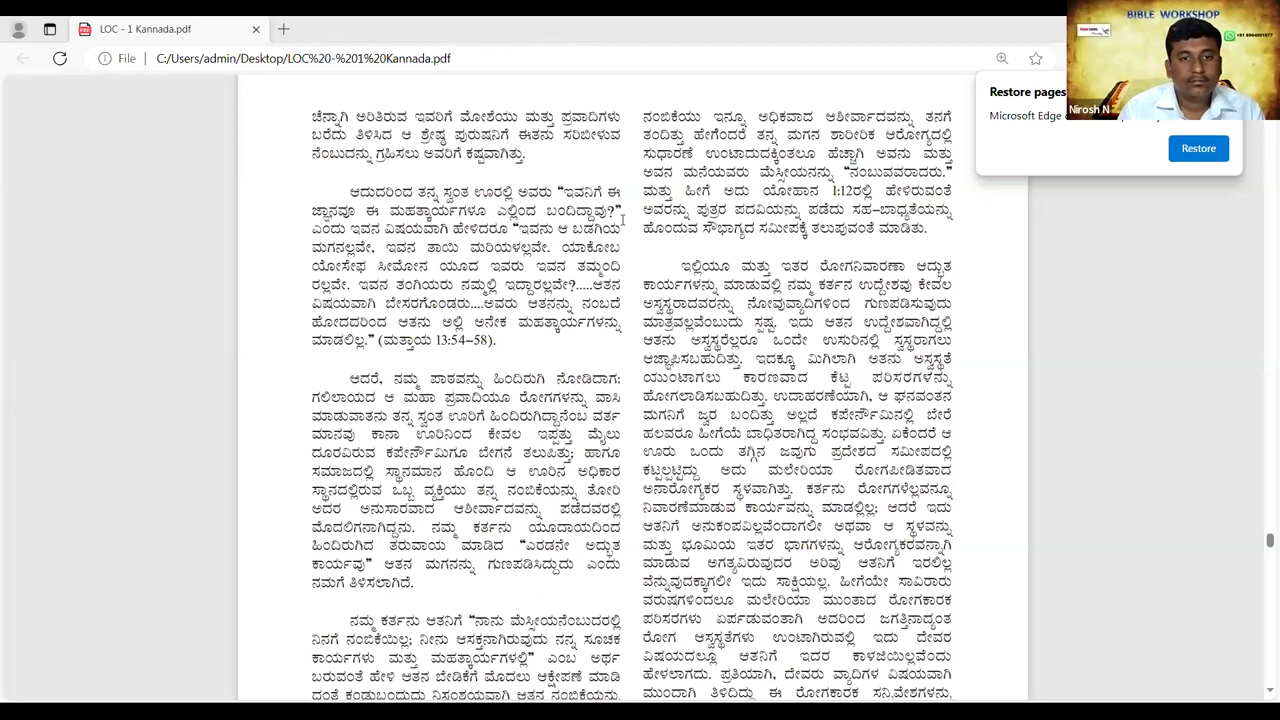 LOC - 1 Kannada.pdf
File
C:/Users/admin/Desktop/LOC%20-%201%20Kannada.pdf
BIBLE WORKSHOP
Nirosh N
Restore pages
Microsoft Edge
Restore
ಚೆನ್ನಾಗಿ ಅರಿತಿರುವ ಇವರಿಗೆ ಮೋಶೆಯು ಮತ್ತು ಪ್ರವಾದಿಗಳು
ಬರೆದು ತಿಳಿಸಿದ ಆ ಶ್ರೇಷ್ಠ ಪುರುಷನಿಗೆ ಈತನು ಸರಿಬೀಳುವ
ನೆಂಬುದನ್ನು ಗ್ರಹಿಸಲು ಅವರಿಗೆ ಕಷ್ಟವಾಗಿತ್ತು.
ಆದುದರಿಂದ ತನ್ನ ಸ್ವಂತ ಊರಲ್ಲಿ ಅವರು “ಇವನಿಗೆ ಈ
ಜ್ಞಾನವೂ ಈ ಮಹತ್ಕಾರ್ಯಗಳೂ ಎಲ್ಲಿಂದ ಬಂದಿದ್ದಾವು?”
ಎಂದು ಇವನ ವಿಷಯವಾಗಿ ಹೇಳಿದರೂ “ಇವನು ಆ ಬಡಗಿಯ
ಮಗನಲ್ಲವೇ, ಇವನ ತಾಯಿ ಮರಿಯಳಲ್ಲವೇ. ಯಾಕೋಬ
ಯೋಸೇಫ ಸೀಮೋನ ಯೂದ ಇವರು ಇವನ ತಮ್ಮಂದಿ
ರಲ್ಲವೇ. ಇವನ ತಂಗಿಯರು ನಮ್ಮಲ್ಲಿ ಇದ್ದಾರಲ್ಲವೇ?.....ಆತನ
ವಿಷಯವಾಗಿ ಬೇಸರಗೊಂಡರು....ಅವರು ಆತನನ್ನು ನಂಬದೆ
ಹೋದದರಿಂದ ಆತನು ಅಲ್ಲಿ ಅನೇಕ ಮಹತ್ಕಾರ್ಯಗಳನ್ನು
ಮಾಡಲಿಲ್ಲ.” (ಮತ್ತಾಯ 13:54–58).
ಆದರೆ, ನಮ್ಮ ಪಾಠವನ್ನು ಹಿಂದಿರುಗಿ ನೋಡಿದಾಗ:
ಗಲಿಲಾಯದ ಆ ಮಹಾ ಪ್ರವಾದಿಯೂ ರೋಗಗಳನ್ನು ವಾಸಿ
ಮಾಡುವಾತನು ತನ್ನ ಸ್ವಂತ ಊರಿಗೆ ಹಿಂದಿರುಗಿದ್ದಾನೆಂಬ ವರ್ತ
ಮಾನವು ಕಾನಾ ಊರಿನಿಂದ ಕೇವಲ ಇಪ್ಪತ್ತು ಮೈಲು
ದೂರವಿರುವ ಕಪೇರ್ನೌಮಿಗೂ ಬೇಗನೆ ತಲುಪಿತ್ತು; ಹಾಗೂ
ಸಮಾಜದಲ್ಲಿ ಸ್ಥಾನಮಾನ ಹೊಂದಿ ಆ ಊರಿನ ಅಧಿಕಾರ
ಸ್ಥಾನದಲ್ಲಿರುವ ಒಬ್ಬ ವ್ಯಕ್ತಿಯು ತನ್ನ ನಂಬಿಕೆಯನ್ನು ತೋರಿ
ಅದರ ಅನುಸಾರವಾದ ಆಶೀರ್ವಾದವನ್ನು ಪಡೆದವರಲ್ಲಿ
ಮೊದಲಿಗನಾಗಿದ್ದನು. ನಮ್ಮ ಕರ್ತನು ಯೂದಾಯದಿಂದ
ಹಿಂದಿರುಗಿದ ತರುವಾಯ ಮಾಡಿದ “ಎರಡನೇ ಅದ್ಭುತ
ಕಾರ್ಯವು” ಆತನ ಮಗನನ್ನು ಗುಣಪಡಿಸಿದ್ದುದು ಎಂದು
ನಮಗೆ ತಿಳಿಸಲಾಗಿದೆ.
ನಮ್ಮ ಕರ್ತನು ಆತನಿಗೆ “ನಾನು ಮೆಸ್ಸೀಯನೆಂಬುದರಲ್ಲಿ
ನಿನಗೆ ನಂಬಿಕೆಯಿಲ್ಲ; ನೀನು ಆಸಕ್ತನಾಗಿರುವುದು ನನ್ನ ಸೂಚಕ
ಕಾರ್ಯಗಳು ಮತ್ತು ಮಹತ್ಕಾರ್ಯಗಳಲ್ಲಿ” ಎಂಬ ಅರ್ಥ
ಬರುವಂತೆ ಹೇಳಿ ಆತನ ಬೇಡಿಕೆಗೆ ಮೊದಲು ಆಕ್ಷೇಪಣೆ ಮಾಡಿ
ದಂತೆ ಕಂಡುಬಂದುದು ನಿಸಂಶಯವಾಗಿ ಆತನ ನಂಬಿಕೆಯನ್ನು
ನಂಬಿಕೆಯು ಇನ್ನೂ ಅಧಿಕವಾದ ಆಶೀರ್ವಾದವನ್ನು ತನಗೆ
ತಂದಿತ್ತು ಹೇಗೆಂದರೆ ತನ್ನ ಮಗನ ಶಾರೀರಿಕ ಆರೋಗ್ಯದಲ್ಲಿ
ಸುಧಾರಣೆ ಉಂಟಾದುದಕ್ಕಿಂತಲೂ ಹೆಚ್ಚಾಗಿ ಅವನು ಮತ್ತು
ಅವನ ಮನೆಯವರು ಮೆಸ್ಸೀಯನನ್ನು “ನಂಬುವವರಾದರು.”
ಮತ್ತು ಹೀಗೆ ಅದು ಯೋಹಾನ 1:12ರಲ್ಲಿ ಹೇಳಿರುವಂತೆ
ಅವರನ್ನು ಪುತ್ರರ ಪದವಿಯನ್ನು ಪಡೆದು ಸಹ–ಬಾಧ್ಯತೆಯನ್ನು
ಹೊಂದುವ ಸೌಭಾಗ್ಯದ ಸಮೀಪಕ್ಕೆ ತಲುಪುವಂತೆ ಮಾಡಿತು.
ಇಲ್ಲಿಯೂ ಮತ್ತು ಇತರ ರೋಗನಿವಾರಣಾ ಆದ್ಭುತ
ಕಾರ್ಯಗಳನ್ನು ಮಾಡುವಲ್ಲಿ ನಮ್ಮ ಕರ್ತನ ಉದ್ದೇಶವು ಕೇವಲ
ಅಸ್ವಸ್ಥರಾದವರನ್ನು ನೋವುವ್ಯಾಧಿಗಳಿಂದ ಗುಣಪಡಿಸುವುದು
ಮಾತ್ರವಲ್ಲವೆಂಬುದು ಸ್ಪಷ್ಟ. ಇದು ಆತನ ಉದ್ದೇಶವಾಗಿದ್ದಲ್ಲಿ
ಆತನು ಅಸ್ವಸ್ಥರೆಲ್ಲರೂ ಒಂದೇ ಉಸುರಿನಲ್ಲಿ ಸ್ವಸ್ಥರಾಗಲು
ಆಜ್ಞಾಪಿಸಬಹುದಿತ್ತು. ಇದಕ್ಕೂ ಮಿಗಿಲಾಗಿ ಅತನು ಅಸ್ವಸ್ಥತೆ
ಯುಂಟಾಗಲು ಕಾರಣವಾದ ಕೆಟ್ಟ ಪರಿಸರಗಳನ್ನು
ಹೋಗಲಾಡಿಸಬಹುದಿತ್ತು. ಉದಾಹರಣೆಯಾಗಿ, ಆ ಘನವಂತನ
ಮಗನಿಗೆ ಜ್ವರ ಬಂದಿತ್ತು ಅಲ್ಲದೆ ಕಪೇರ್ನೌಮಿನಲ್ಲಿ ಬೇರೆ
ಹಲವರೂ ಹೀಗೆಯೆ ಬಾಧಿತರಾಗಿದ್ದ ಸಂಭವವಿತ್ತು. ಏಕೆಂದರೆ ಆ
ಊರು ಒಂದು ತಗ್ಗಿನ ಜವುಗು ಪ್ರದೇಶದ ಸಮೀಪದಲ್ಲಿ
ಕಟ್ಟಲ್ಪಟ್ಟಿದ್ದು ಅದು ಮಲೇರಿಯಾ ರೋಗಪೀಡಿತವಾದ
ಅನಾರೋಗ್ಯಕರ ಸ್ಥಳವಾಗಿತ್ತು. ಕರ್ತನು ರೋಗಗಳೆಲ್ಲವನ್ನೂ
ನಿವಾರಣೆಮಾಡುವ ಕಾರ್ಯವನ್ನು ಮಾಡಲ್ಲಿಲ್ಲ; ಆದರೆ ಇದು
ಆತನಿಗೆ ಅನುಕಂಪವಿಲ್ಲವೆಂದಾಗಲೀ ಅಥವಾ ಆ ಸ್ಥಳವನ್ನು
ಮತ್ತು ಭೂಮಿಯ ಇತರ ಭಾಗಗಳನ್ನು ಆರೋಗ್ಯಕರವನ್ನಾಗಿ
ಮಾಡುವ ಅಗತ್ಯವಿರುವುದರ ಅರಿವು ಆತನಿಗೆ ಇರಲಿಲ್ಲ
ವೆನ್ನುವುದಕ್ಕಾಗಲೀ ಇದು ಸಾಕ್ಷಿಯಲ್ಲ. ಹೀಗೆಯೇ ಸಾವಿರಾರು
ವರುಷಗಳಿಂದಲೂ ಮಲೇರಿಯಾ ಮುಂತಾದ ರೋಗಕಾರಕ
ಪರಿಸರಗಳು ಏರ್ಪಡುವಂತಾಗಿ ಅದರಿಂದ ಜಗತ್ತಿನಾದ್ಯಂತ
ರೋಗ ಆಸ್ವಸ್ಥತೆಗಳು ಉಂಟಾಗಿರುವಲ್ಲಿ ಇದು ದೇವರ
ವಿಷಯದಲ್ಲೂ ಆತನಿಗೆ ಇದರ ಕಾಳಜಿಯಿಲ್ಲವೆಂದು
ಹೇಳಲಾಗದು. ಪ್ರತಿಯಾಗಿ, ದೇವರು ವ್ಯಾಧಿಗಳ ವಿಷಯವಾಗಿ
ಮುಂದಾಗಿ ತಿಳಿದಿದ್ದು ಈ ರೋಗಕಾರಕ ಸನ್ನಿವೇಶಗಳನ್ನು